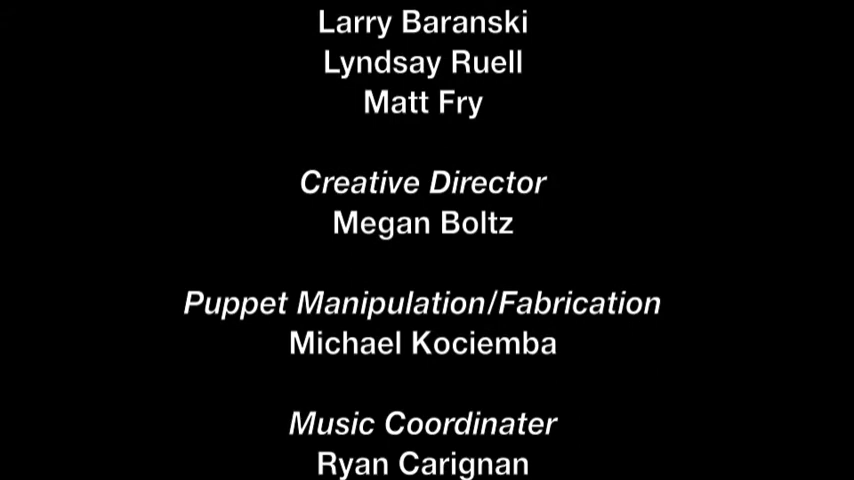 Larry Baranski
Lyndsay Ruell
Matt Fry
Creative Director
Megan Boltz
Puppet Manipulation/Fabrication
Michael Kociemba
Music Coordinater
Ryan Carignan